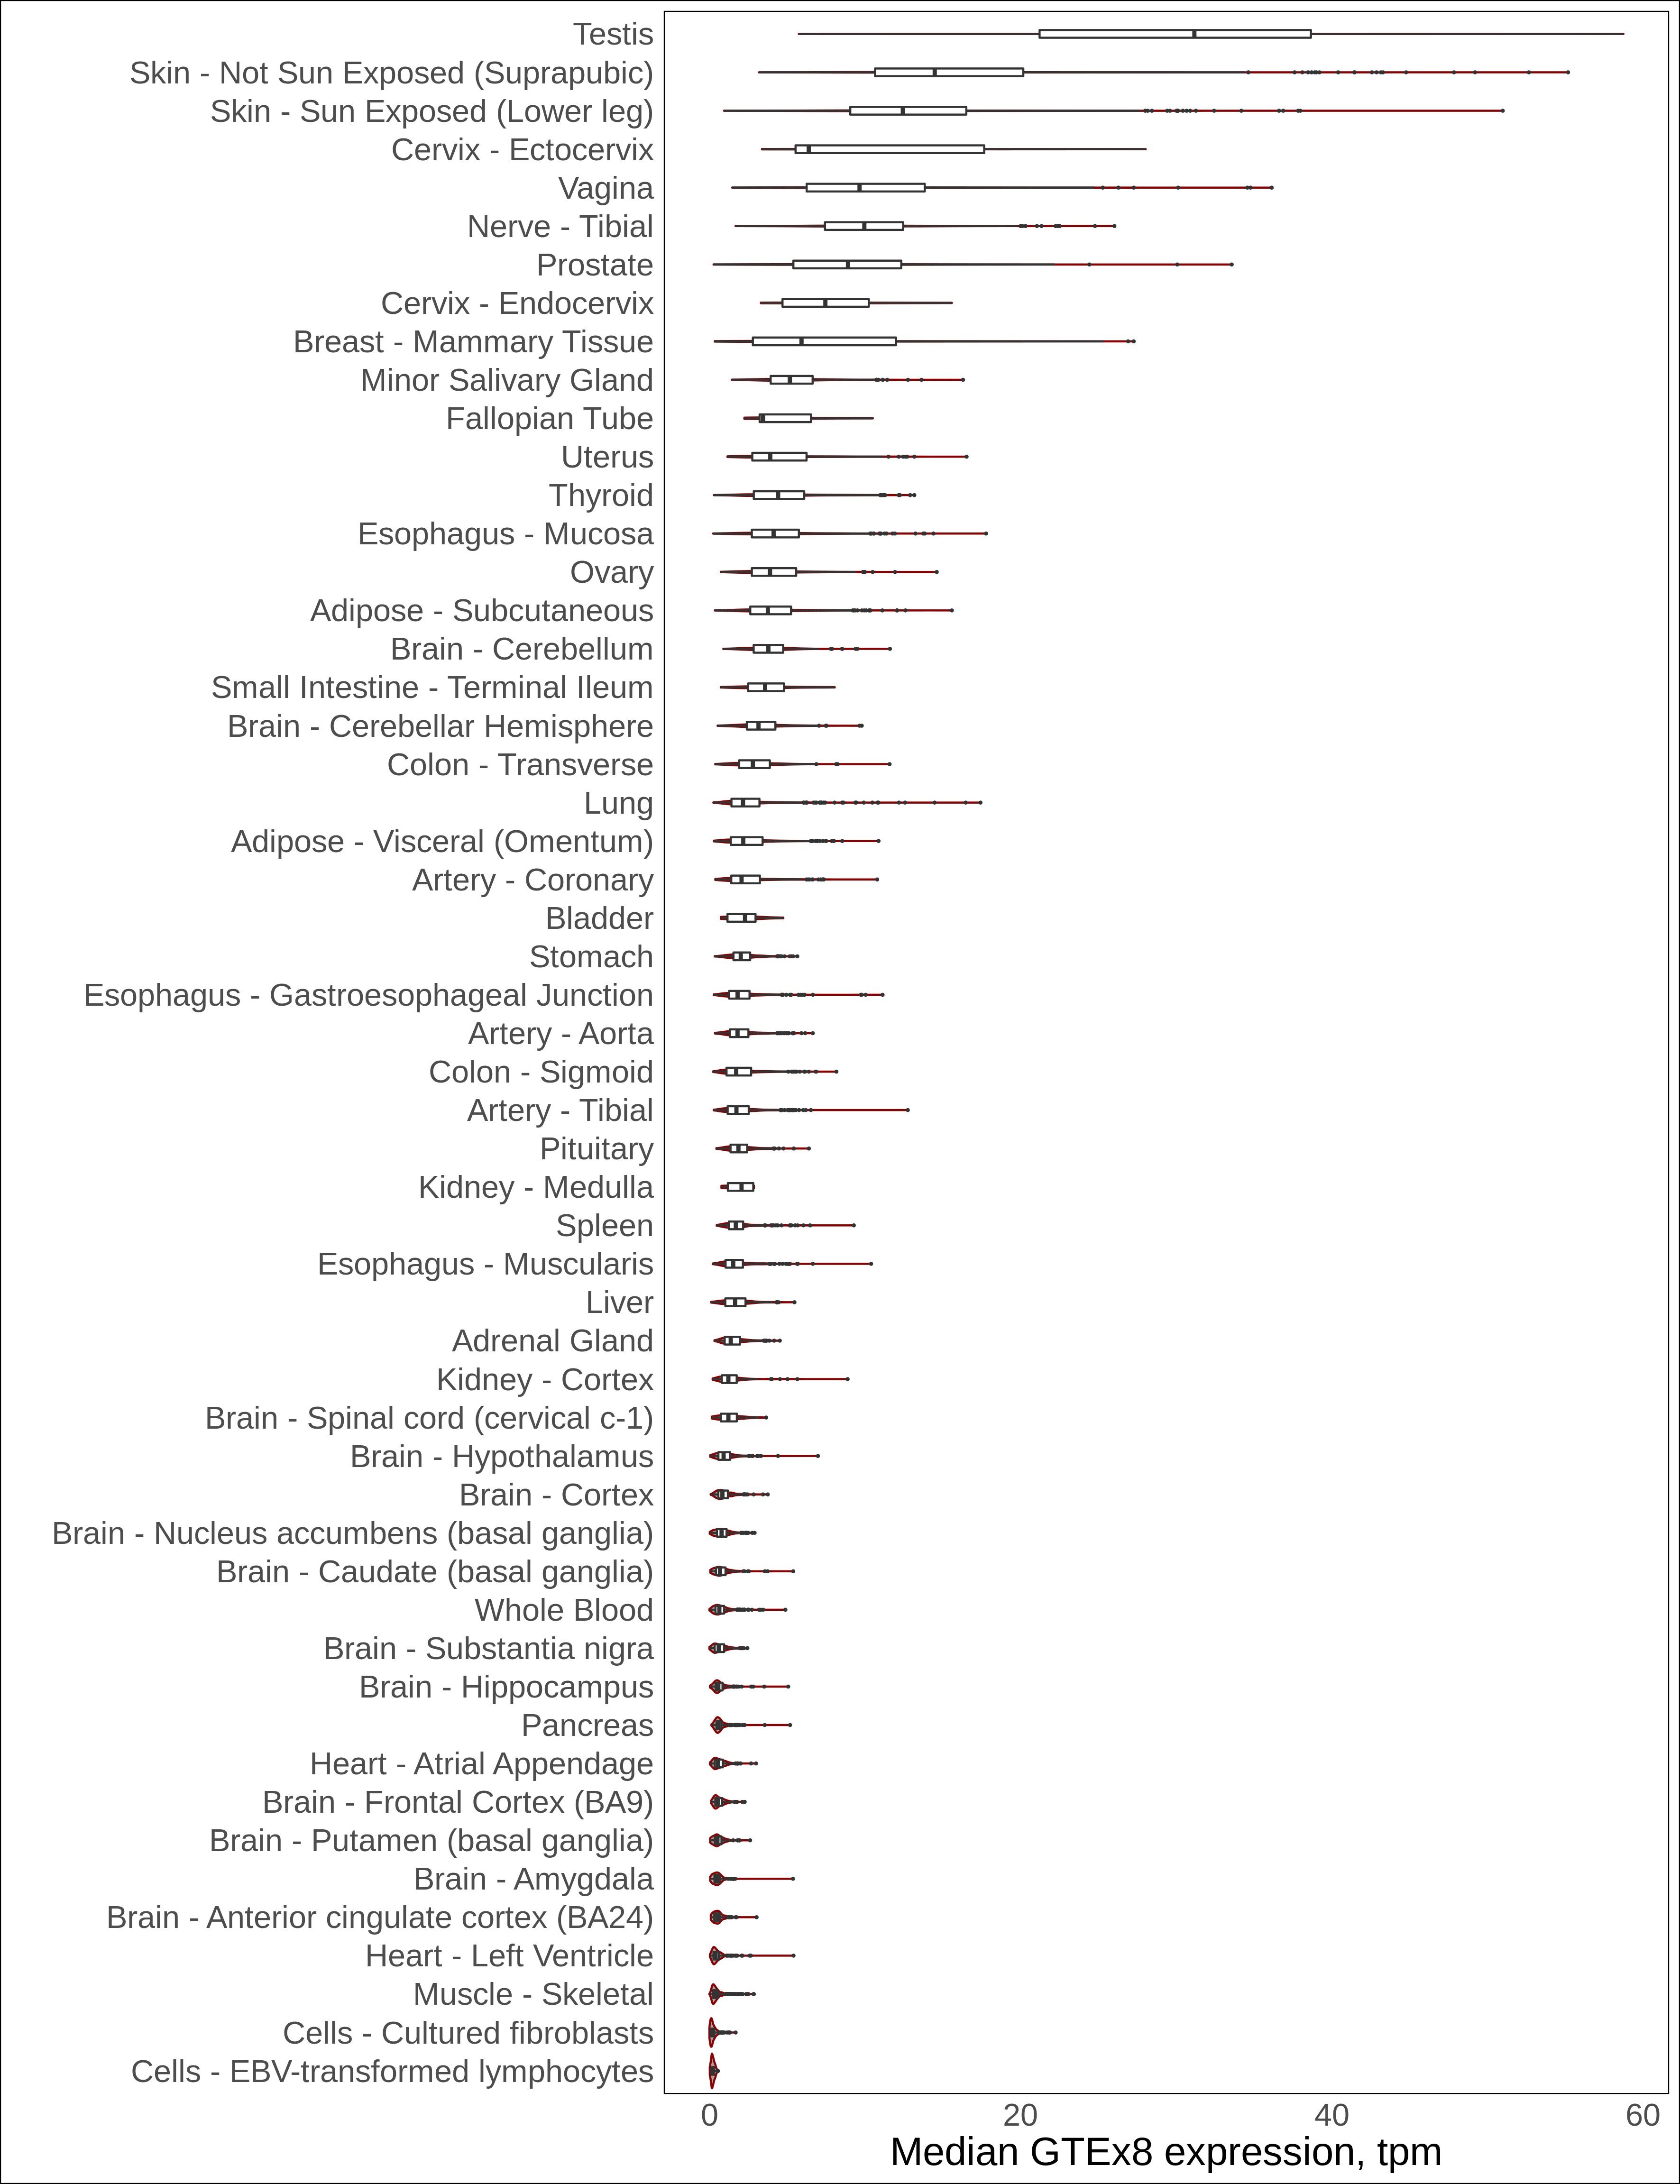 Testis
Skin - Not Sun Exposed (Suprapubic)
Skin - Sun Exposed (Lower leg)
Cervix - Ectocervix
Vagina
Nerve - Tibial
Prostate
Cervix - Endocervix
Breast - Mammary Tissue
Minor Salivary Gland
Fallopian Tube
Uterus
Thyroid
Esophagus - Mucosa
Ovary
Adipose - Subcutaneous
Brain - Cerebellum
Small Intestine - Terminal Ileum
Brain - Cerebellar Hemisphere
Colon - Transverse
Lung
Adipose - Visceral (Omentum)
Artery - Coronary
Bladder
Stomach
Esophagus - Gastroesophageal Junction
Artery - Aorta
Colon - Sigmoid
Artery - Tibial
Pituitary
Kidney - Medulla
Spleen
Esophagus - Muscularis
Liver
Adrenal Gland
Kidney - Cortex
Brain - Spinal cord (cervical c-1)
Brain - Hypothalamus
Brain - Cortex
Brain - Nucleus accumbens (basal ganglia)
Brain - Caudate (basal ganglia)
Whole Blood
Brain - Substantia nigra
Brain - Hippocampus
Pancreas
Heart - Atrial Appendage
Brain - Frontal Cortex (BA9)
Brain - Putamen (basal ganglia)
Brain - Amygdala
Brain - Anterior cingulate cortex (BA24)
Heart - Left Ventricle
Muscle - Skeletal
Cells - Cultured fibroblasts
Cells - EBV-transformed lymphocytes
0 20 40 60
Median GTEx8 expression, tpm